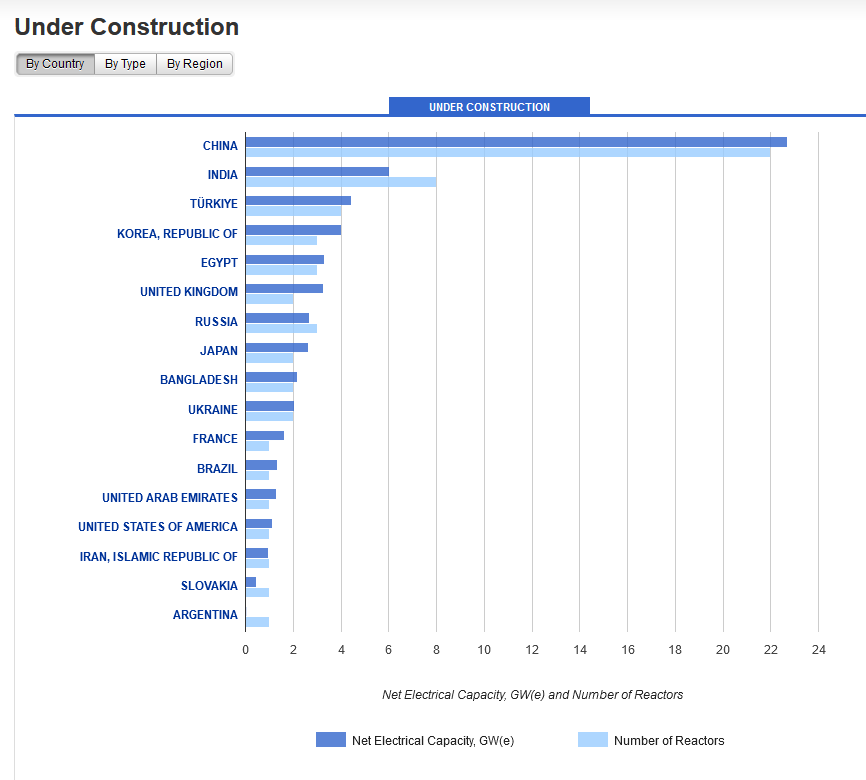 Under Construction
By Country By Type By Region
UNDER CONSTRUCTION
CHINA
INDIA
TÜRKIYE
KOREA, REPUBLIC OF
EGYPT
UNITED KINGDOM
RUSSIA
JAPAN
BANGLADESH
UKRAINE
FRANCE
BRAZIL
UNITED ARAB EMIRATES
UNITED STATES OF AMERICA
IRAN, ISLAMIC REPUBLIC OF
SLOVAKIA
ARGENTINA
0 2 4 6 8 10 12 14 16 18 20 22 24
Net Electrical Capacity, GW(e) and Number of Reactors
Net Electrical Capacity, GW(e) Number of Reactors